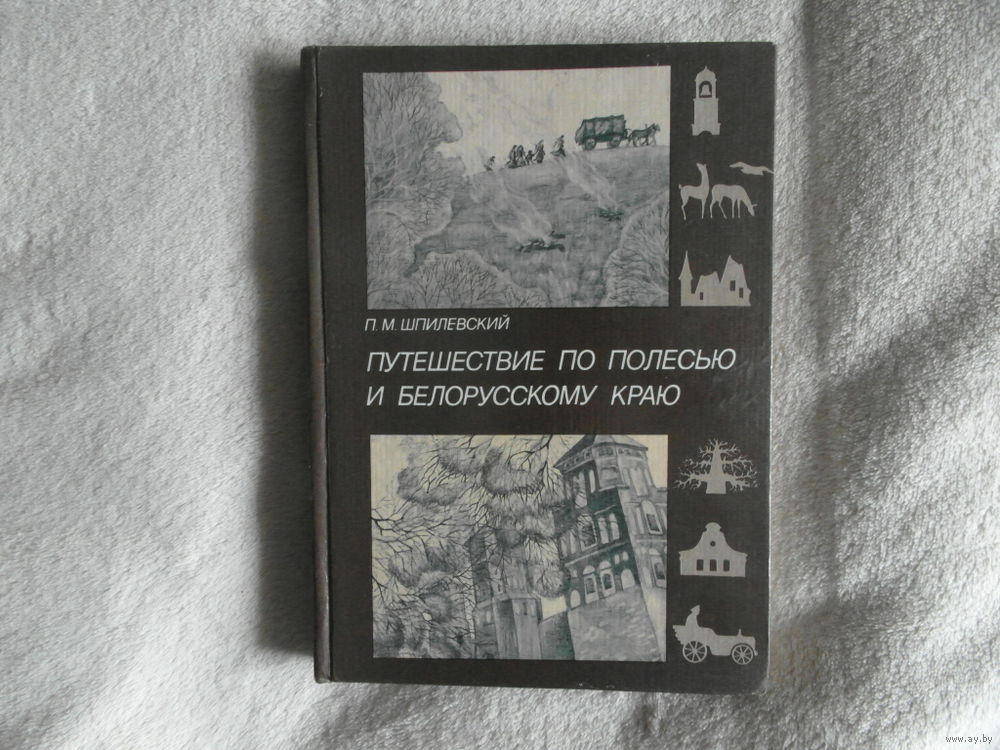 П. М. ШПИЛЕВСКИЙ
ПУТЕШЕСТВИЕ ПО ПОЛЕСЬЮ
И БЕЛОРУССКОМУ КРАЮ
www.ay.by